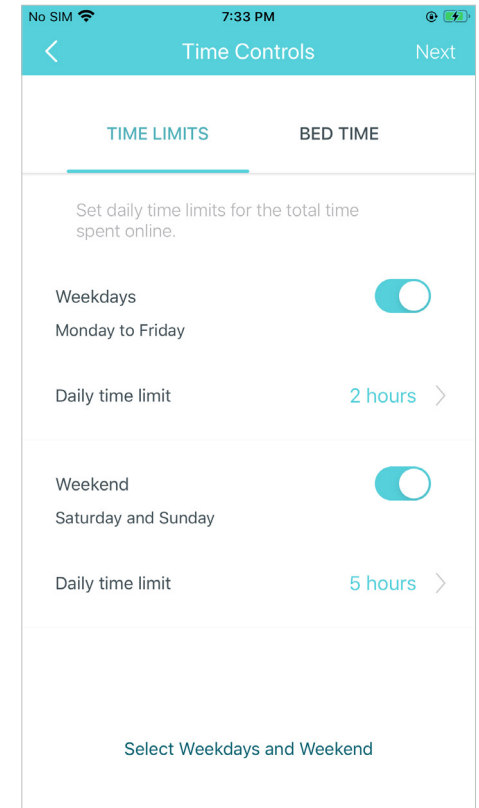 No SIM 7:33 PM
Time Controls Next
TIME LIMITS BED TIME
Set daily time limits for the total time
spent online.
Weekdays
Monday to Friday
Daily time limit 2 hours
Weekend
Saturday and Sunday
Daily time limit 5 hours
Select Weekdays and Weekend